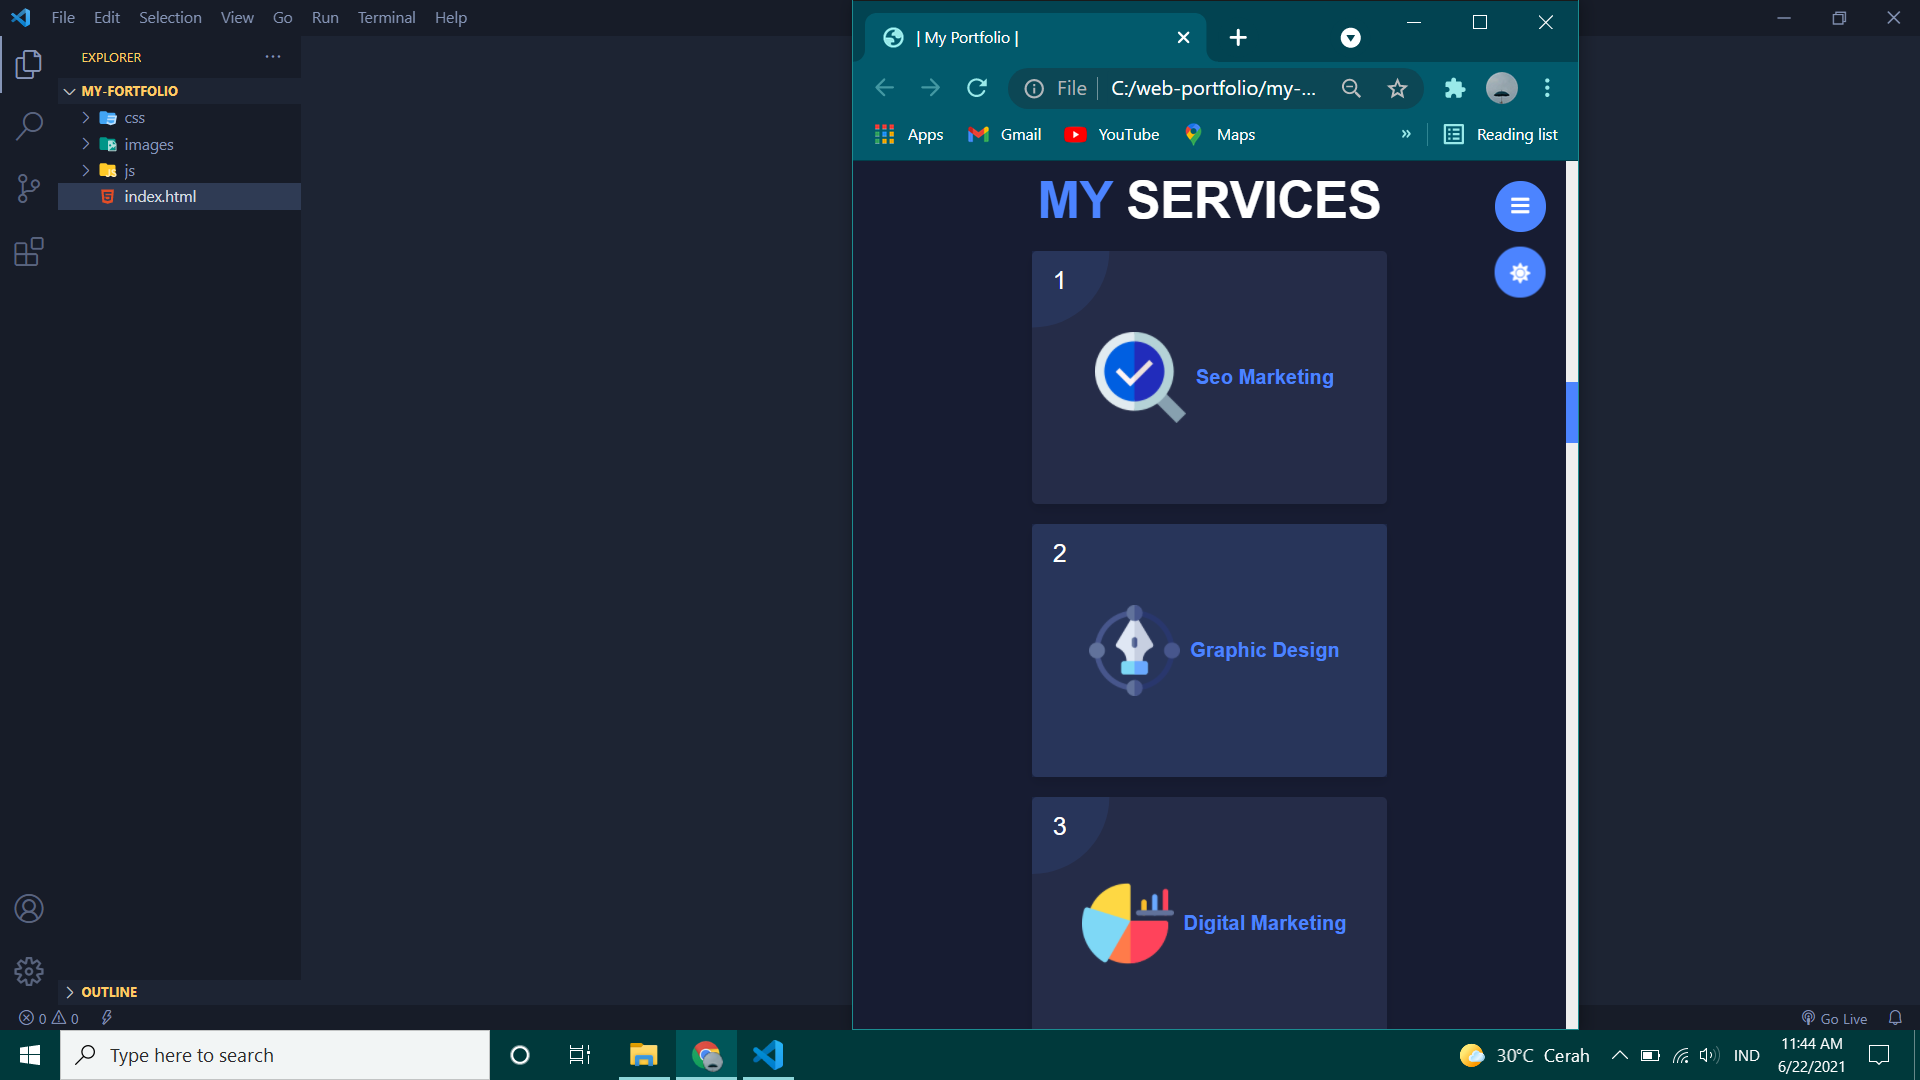 File Edit Selection View Go Run Terminal Help
EXPLORER
MY-FORTFOLIO
css
images
js
index.html
OUTLINE
0 0
Go Live
| My Portfolio |
File C:/web-portfolio/my-...
Apps Gmail YouTube Maps » Reading list
MY SERVICES
1
Seo Marketing
2
Graphic Design
3
Digital Marketing
Type here to search
30°C Cerah
IND
11:44 AM
6/22/2021